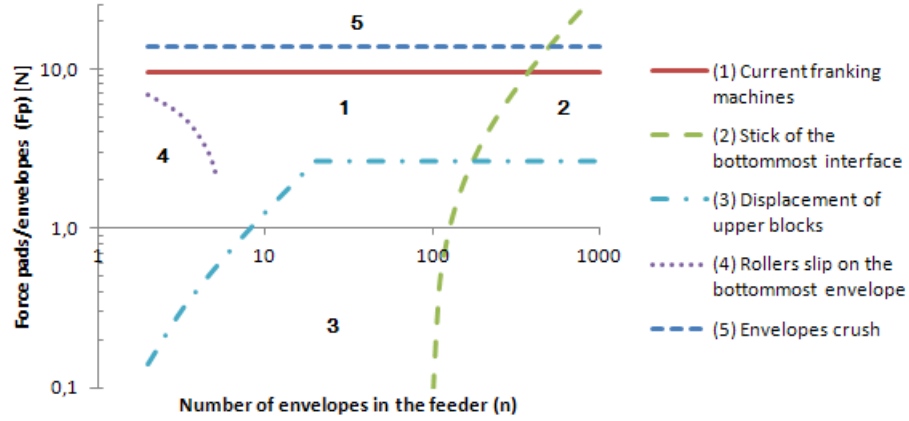 5
10,0
1
2
4
1,0
1
10
100
1000
3
0,1
Force pads/envelopes (Fp) [N]
Number of envelopes in the feeder (n)
(1) Current franking
machines
(2) Stick of the
bottommost interface
(3) Displacement of
upper blocks
(4) Rollers slip on the
bottommost envelope
(5) Envelopes crush